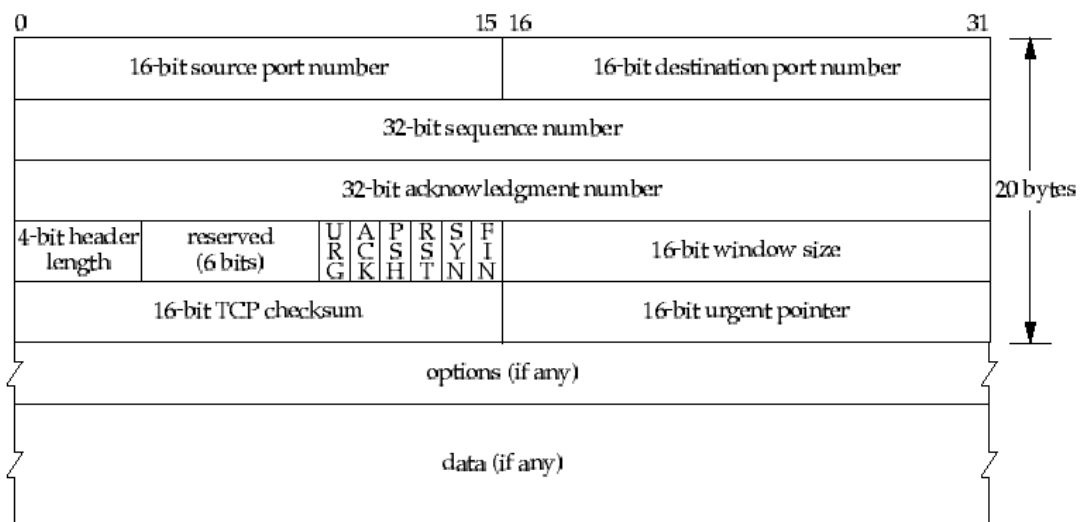 0 15 16 31
16-bit source port number 16-bit destination port number
32-bit sequence number
32-bit acknowledgment number
20 bytes
4-bit header length
reserved (6 bits)
URG
ACK
PSH
RST
SYN
FIN
16-bit window size
16-bit TCP checksum 16-bit urgent pointer
options (if any)
data (if any)